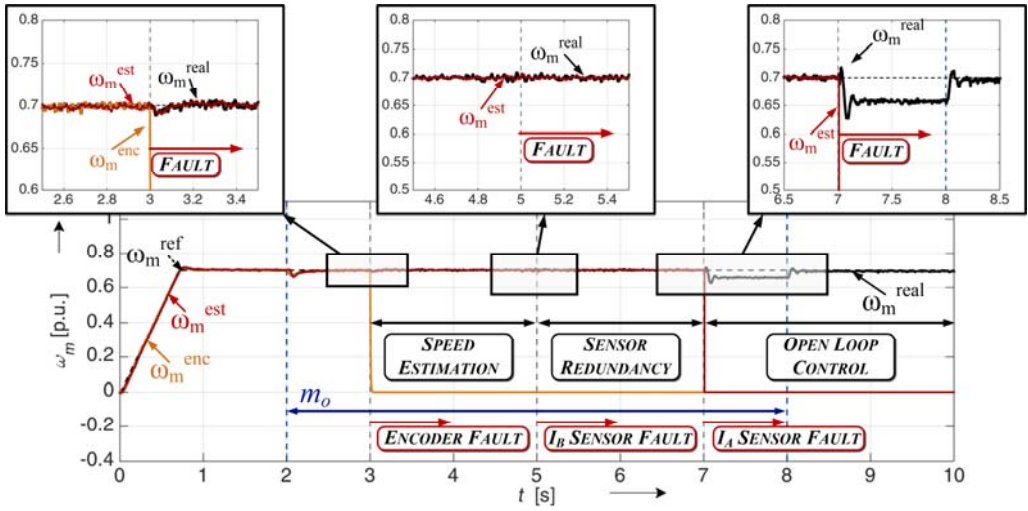 0.8
0.75
0.7
0.65
0.6
2.6 2.8 3 3.2 3.4
ωm^est
ωm^real
ωm^enc
FAULT
0.8
0.75
0.7
0.65
0.6
0.55
0.5
4.6 4.8 5 5.2 5.4
ωm^real
ωm^est
FAULT
0.8
0.75
0.7
0.65
0.6
0.55
0.5
6.5 7 7.5 8 8.5
ωm^real
ωm^est
FAULT
ωm [p.u.]
0.8
0.6
0.4
0.2
0
-0.2
-0.4
ωm^ref
ωm^est
ωm^enc
ωm^real
SPEED
ESTIMATION
SENSOR
REDUNDANCY
OPEN LOOP
CONTROL
mo
ENCODER FAULT
IB SENSOR FAULT
IA SENSOR FAULT
0 1 2 3 4 5 6 7 8 9 10
t [s]